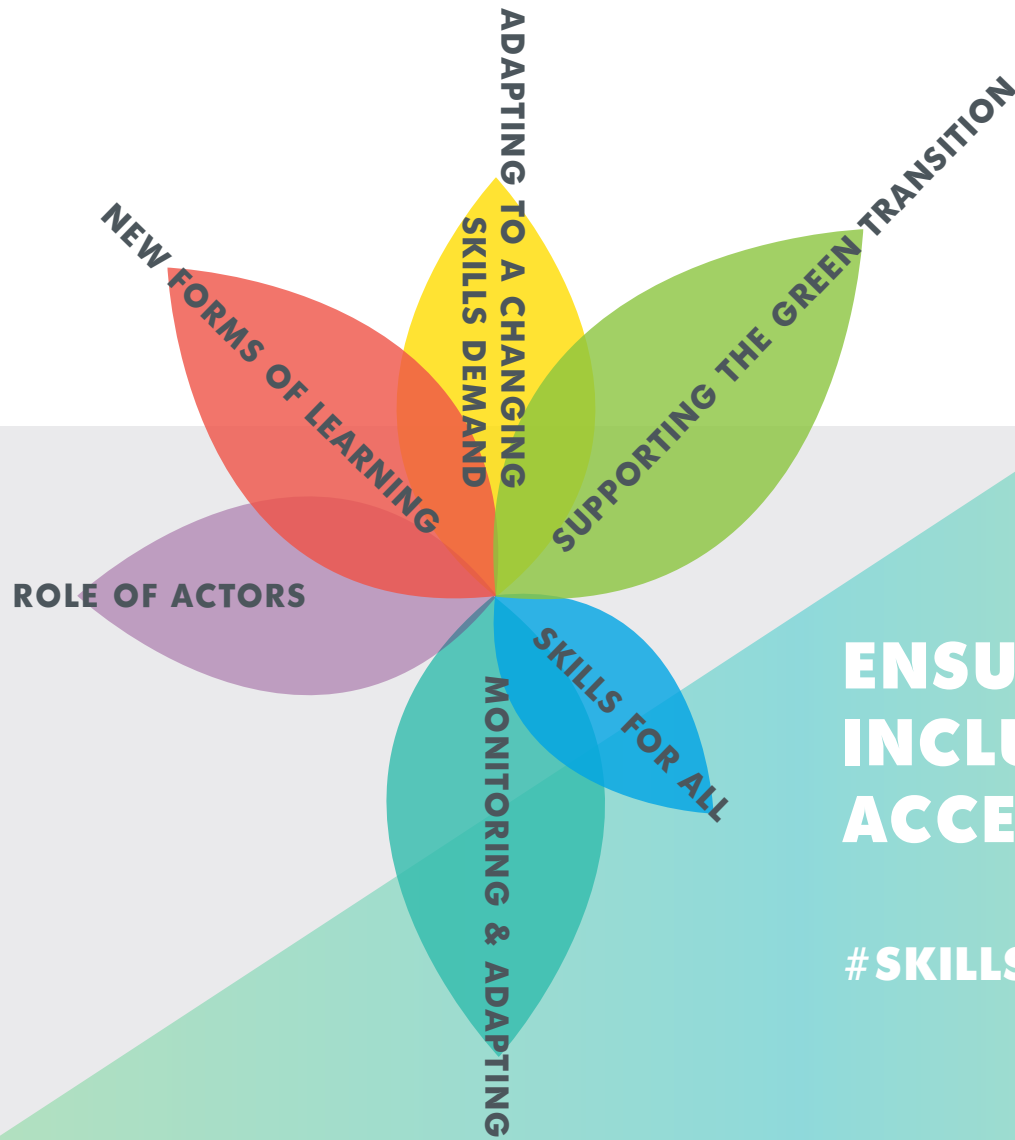 ADAPTING TO A CHANGING
SKILLS DEMAND
SUPPORTING THE GREEN TRANSITION
NEW FORMS OF LEARNING
ROLE OF ACTORS
SKILLS FOR ALL
MONITORING & ADAPTING
ENSU
INCLU
ACCE
#SKILLS